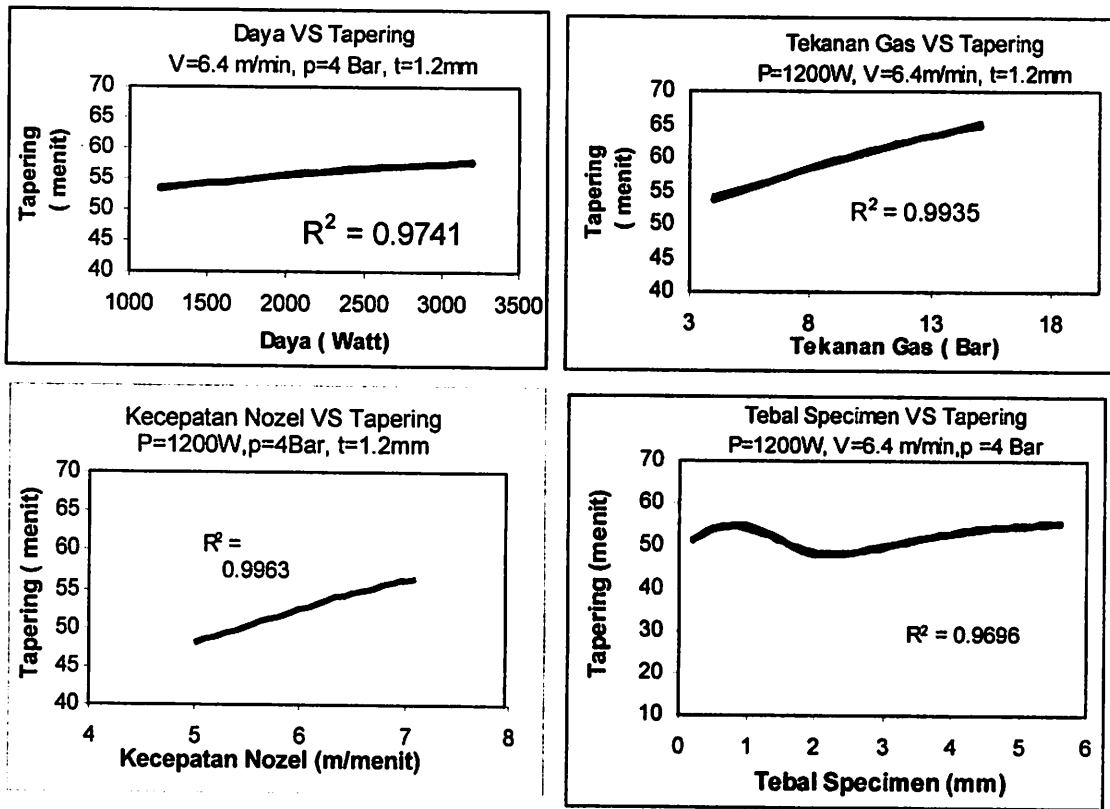 Daya VS Tapering
V=6.4 m/min, p=4 Bar, t=1.2mm
Tapering
( menit)
70
65
60
55
50
45
40
R² = 0.9741
1000 1500 2000 2500 3000 3500
Daya ( Watt)
Tekanan Gas VS Tapering
P=1200W, V=6.4m/min, t=1.2mm
Tapering
( menit)
70
65
60
55
50
45
40
R² = 0.9935
3 8 13 18
Tekanan Gas ( Bar)
Kecepatan Nozel VS Tapering
P=1200W,p=4Bar, t=1.2mm
Tapering ( menit)
70
65
60
55
50
45
40
R² =
0.9963
4 5 6 7 8
Kecepatan Nozel (m/menit)
Tebal Specimen VS Tapering
P=1200W, V=6.4 m/min,p =4 Bar
Tapering (menit)
70
60
50
40
30
20
10
R² = 0.9696
0 1 2 3 4 5 6
Tebal Specimen (mm)